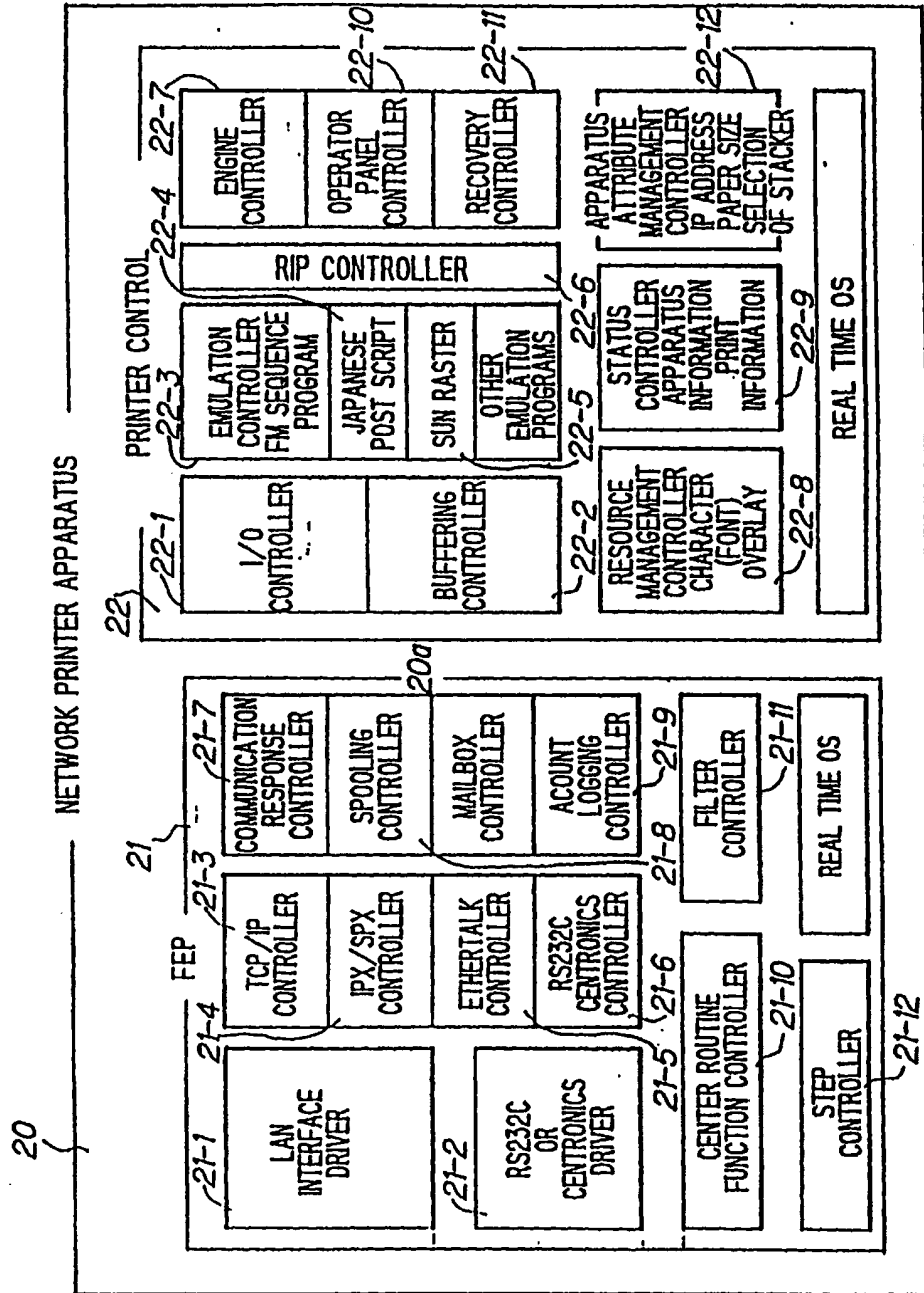 NETWORK PRINTER APPARATUS
20
FEP
21
21-1
LAN
INTERFACE
DRIVER
21-2
RS232C
OR
CENTRONICS
DRIVER
21-3
TCP/IP
CONTROLLER
21-4
IPX/SPX
CONTROLLER
ETHERTALK
CONTROLLER
21-5
RS232C
CENTRONICS
CONTROLLER
21-6
21-7
COMMUNICATION
RESPONSE
CONTROLLER
SPOOLING
CONTROLLER
20a
21-8
MAILBOX
CONTROLLER
ACOUNT
LOGGING
CONTROLLER
21-9
CENTER ROUTINE
FUNCTION CONTROLLER
21-10
FILTER
CONTROLLER
21-11
STEP
CONTROLLER
21-12
REAL TIME OS
PRINTER CONTROL
22
22-1
I/O
CONTROLLER
BUFFERING
CONTROLLER
22-2
22-3
EMULATION
CONTROLLER
FM SEQUENCE
PROGRAM
22-4
JAPANESE
POST SCRIPT
SUN RASTER
22-5
OTHER
EMULATION
PROGRAMS
RIP CONTROLLER
22-6
22-7
ENGINE
CONTROLLER
OPERATOR
PANEL
CONTROLLER
22-10
RECOVERY
CONTROLLER
22-11
RESOURCE
MANAGEMENT
CONTROLLER
CHARACTER
(FONT)
OVERLAY
22-8
STATUS
CONTROLLER
APPARATUS
INFORMATION
PRINT
INFORMATION
22-9
APPARATUS
ATTRIBUTE
MANAGEMENT
CONTROLLER
IP ADDRESS
PAPER SIZE
SELECTION
OF STACKER
22-12
REAL TIME OS